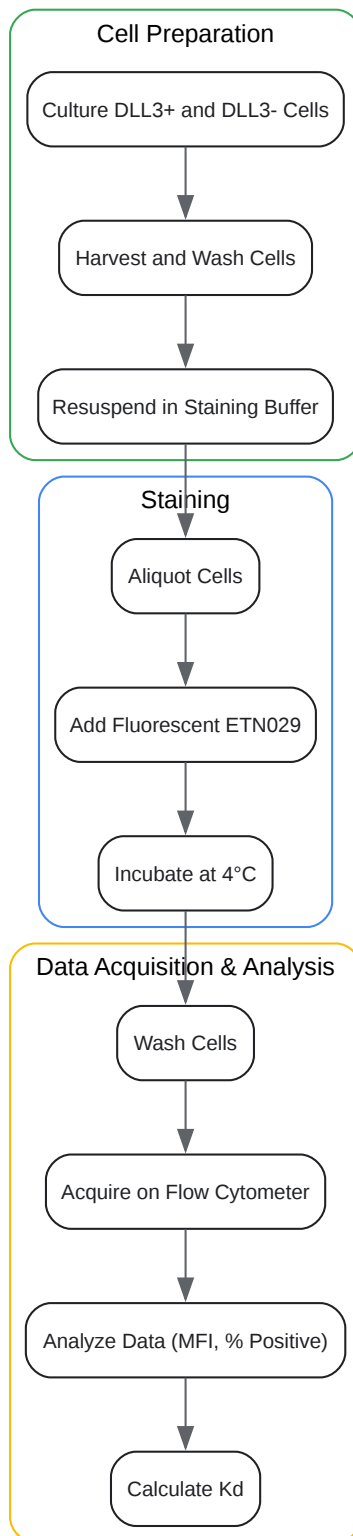 Cell Preparation
Culture DLL3+ and DLL3- Cells
Harvest and Wash Cells
Resuspend in Staining Buffer
Staining
Aliquot Cells
Add Fluorescent ETN029
Incubate at 4°C
Data Acquisition & Analysis
Wash Cells
Acquire on Flow Cytometer
Analyze Data (MFI, % Positive)
Calculate Kd